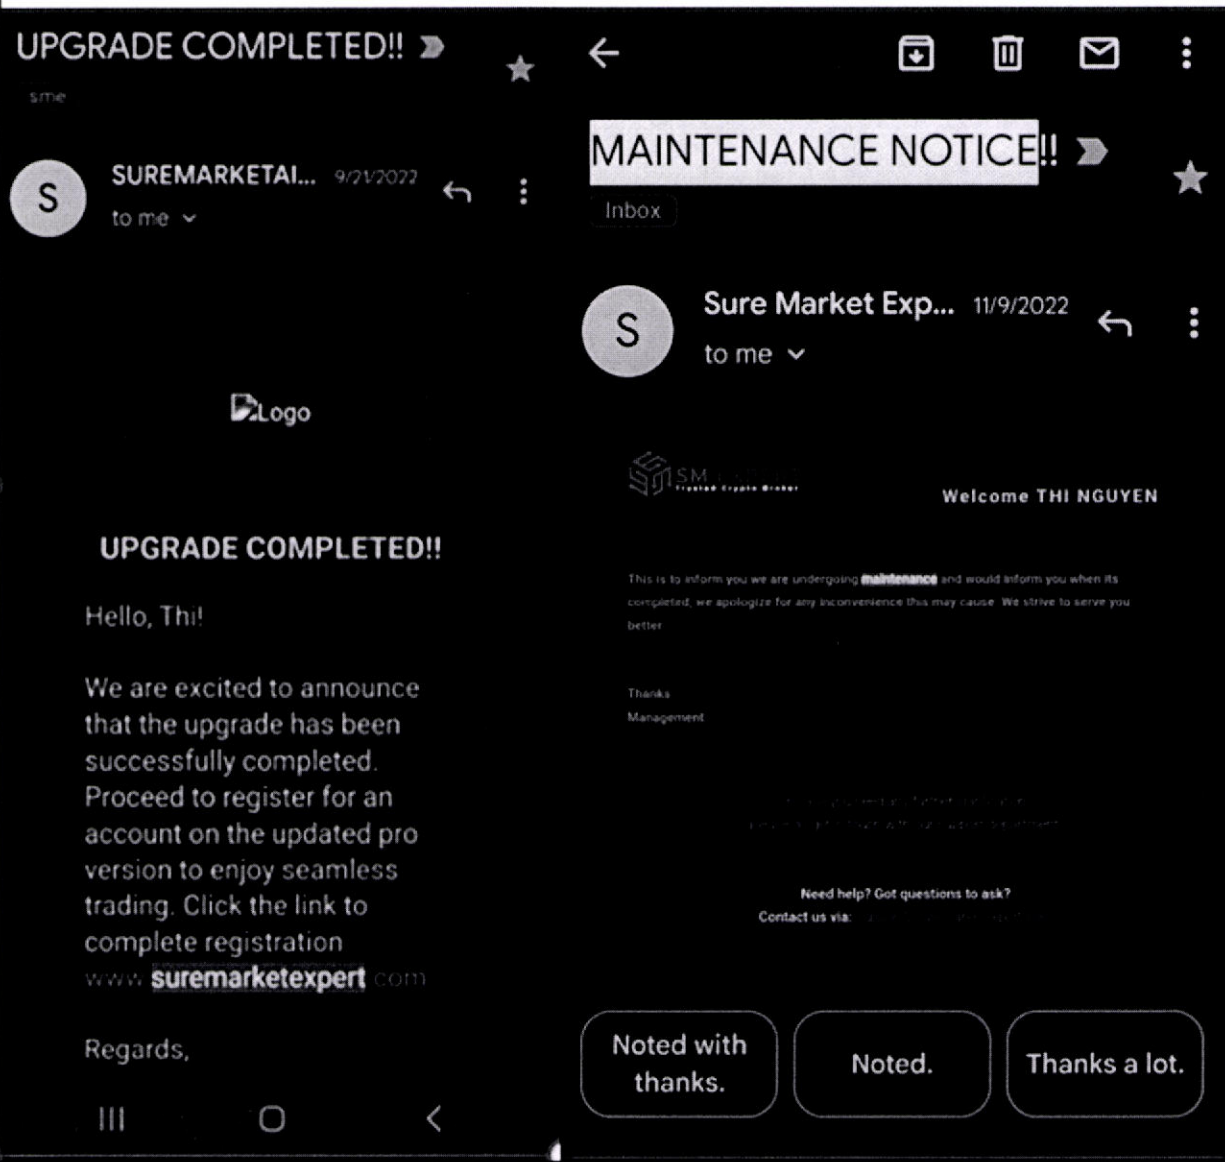 UPGRADE COMPLETED!!
sme
S
SUREMARKETAI... 9/21/2022
to me
Logo
UPGRADE COMPLETED!!
Hello, Thi!
We are excited to announce
that the upgrade has been
successfully completed.
Proceed to register for an
account on the updated pro
version to enjoy seamless
trading. Click the link to
complete registration
www.suremarketexpert.com
Regards,
MAINTENANCE NOTICE!!
Inbox
S
Sure Market Exp... 11/9/2022
to me
SM
Trusted Crypto Broker
Welcome THI NGUYEN
This is to inform you we are undergoing maintenance and would inform you when its
completed, we apologize for any inconvenience this may cause. We strive to serve you
better
Thanks
Management
Need help? Got questions to ask?
Contact us via:
Noted with
thanks.
Noted.
Thanks a lot.